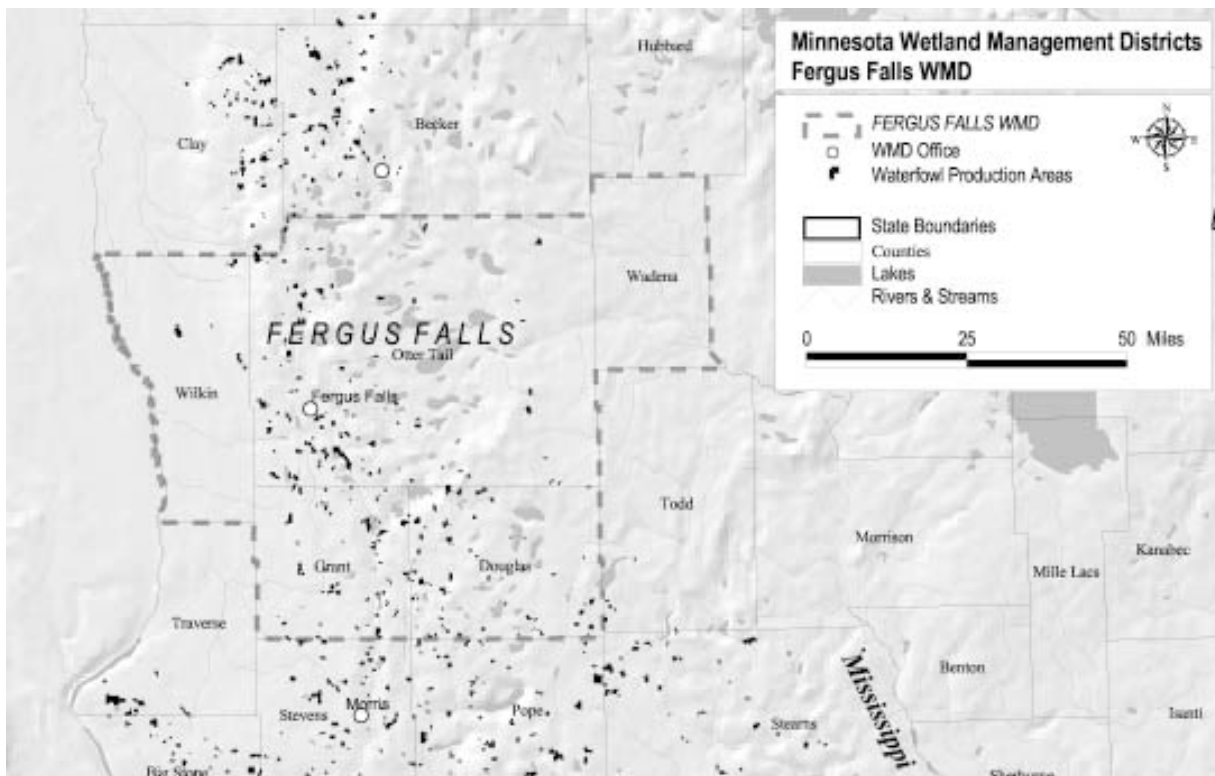 Minnesota Wetland Management Districts
Fergus Falls WMD
FERGUS FALLS WMD
WMD Office
Waterfowl Production Areas
State Boundaries
Counties
Lakes
Rivers & Streams
0 25 50 Miles
N
W E
S
Hubbard
Becker
Clay
Wadena
FERGUS FALLS
Otter Tail
Wilkin
Fergus Falls
Todd
Morrison
Kanabec
Mille Lacs
Grant
Douglas
Traverse
Benton
Mississippi
Morris
Stevens
Pope
Stearns
Isanti
Big Stone
Sherburne